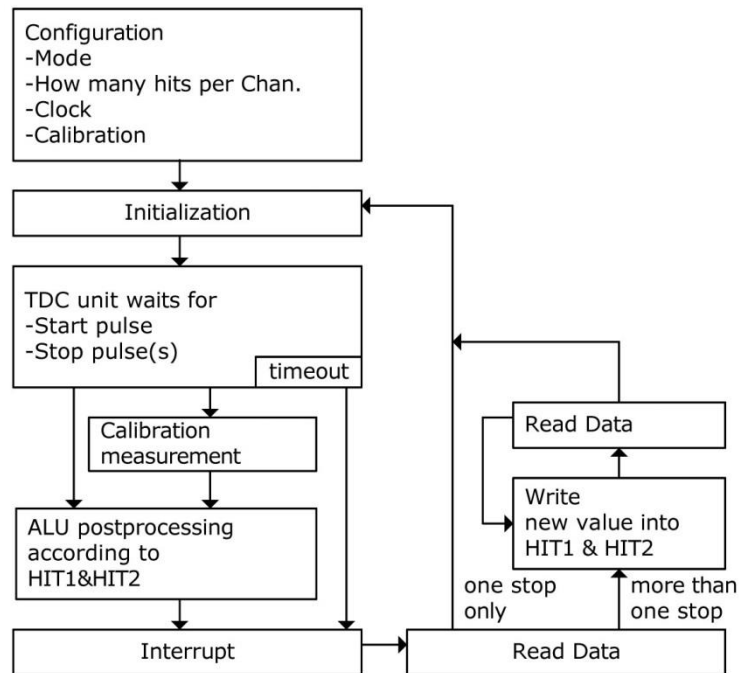 Configuration
-Mode
-How many hits per Chan.
-Clock
-Calibration
Initialization
TDC unit waits for
-Start pulse
-Stop pulse(s)
timeout
Calibration
measurement
ALU postprocessing
according to
HIT1&HIT2
Interrupt
Read Data
Write
new value into
HIT1 & HIT2
one stop
only
more than
one stop
Read Data